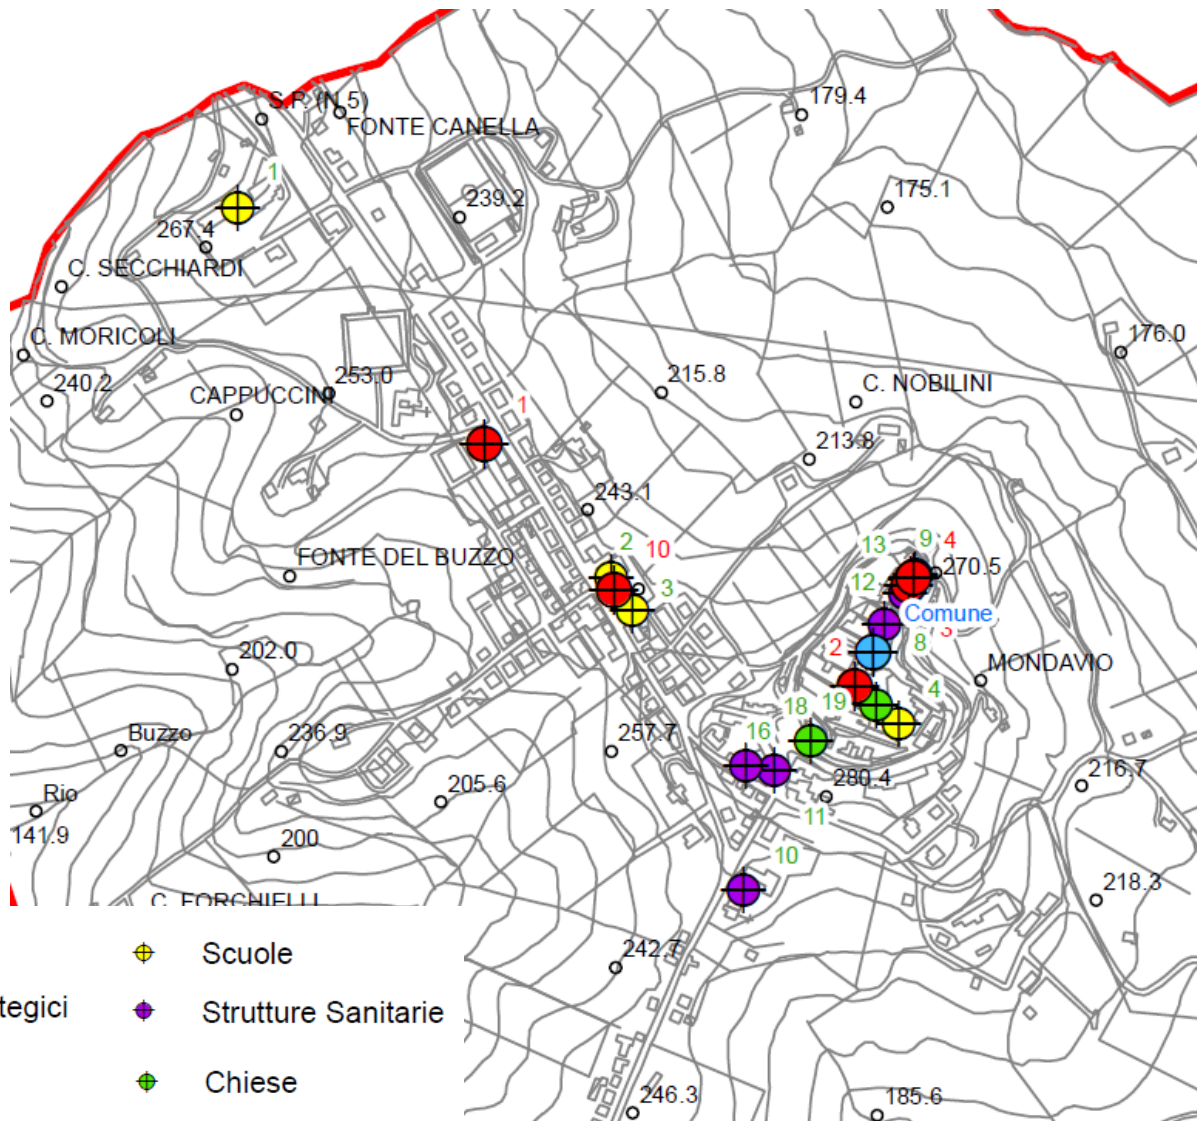 179.4
S.P. (N.5)
FONTE CANELLA
1
239.2
175.1
267.4
C. SECCHIARDI
C. MORICOLI
176.0
240.2
CAPPUCCINI
253.0
215.8
C. NOBILINI
1
213.8
243.1
2
10
13
9
4
FONTE DEL BUZZO
270.5
12
3
Comune
3
2
8
202.0
MONDAVIO
4
18
19
Buzzo
236.9
257.7
16
216.7
Rio
205.6
280.4
141.9
11
200
10
218.3
C. FORCHIELLI
242.7
Scuole
tegici
Strutture Sanitarie
Chiese
246.3
185.6